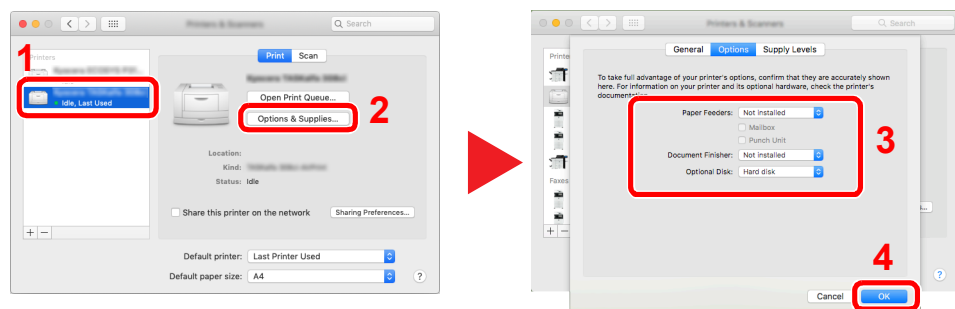 Printers & Scanners
Search
1
Printers
Idle, Last Used
Print Scan
Open Print Queue...
Options & Supplies...
2
Location:
Kind:
Status: Idle
Share this printer on the network Sharing Preferences...
+ −
Default printer: Last Printer Used
Default paper size: A4
?
Printers & Scanners
Search
Printe
Faxes
+ −
General Options Supply Levels
To take full advantage of your printer's options, confirm that they are accurately shown
here. For information on your printer and its optional hardware, check the printer's
documentation.
Paper Feeders: Not installed
Mailbox
Punch Unit
Document Finisher: Not installed
Optional Disk: Hard disk
3
4
?
Cancel OK